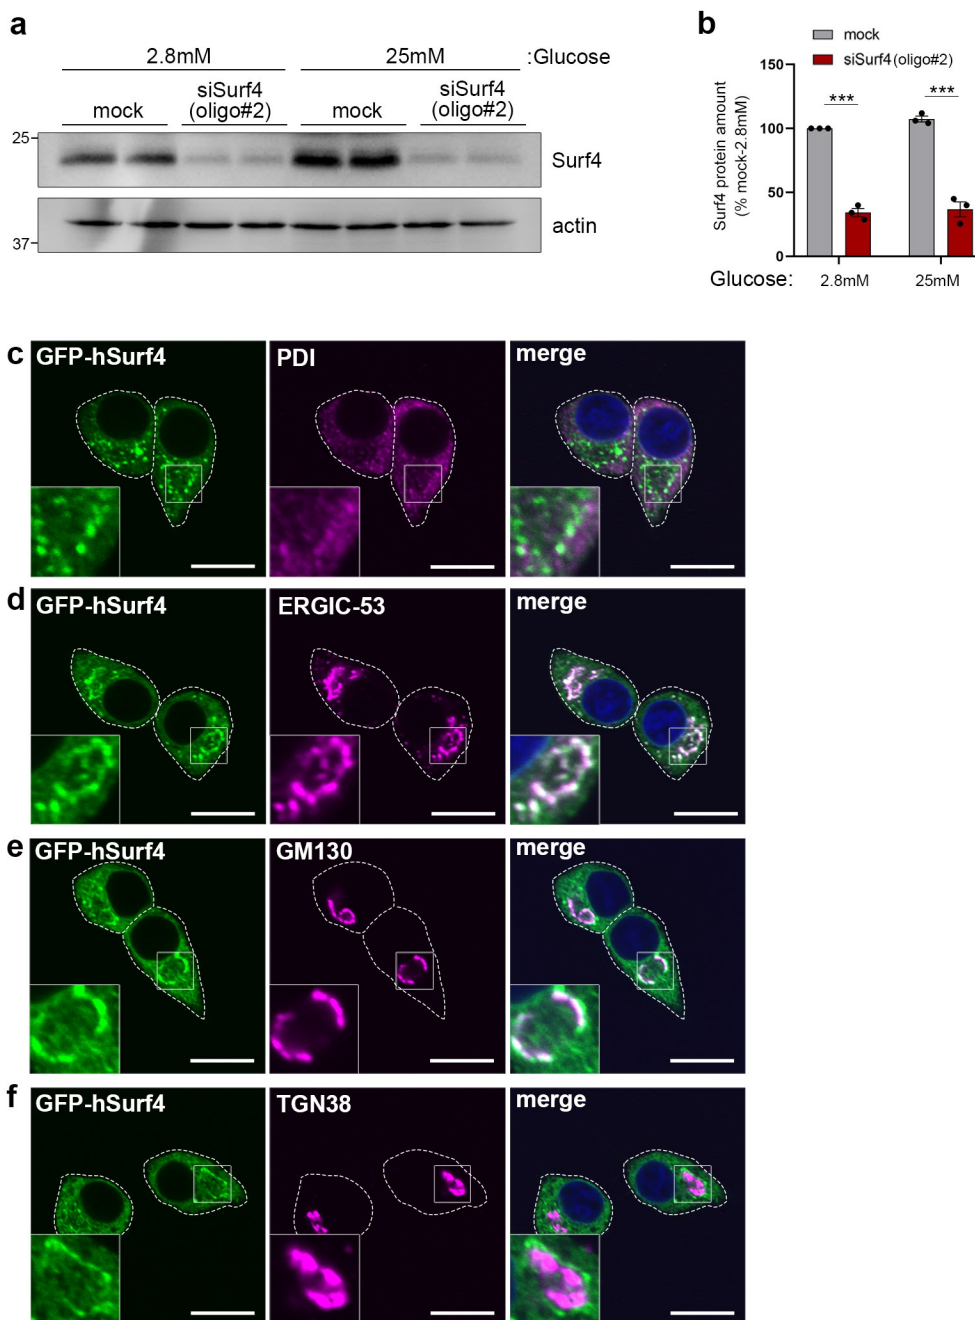 a
2.8mM 25mM :Glucose
mock siSurf4 (oligo#2) mock siSurf4 (oligo#2)
25
Surf4
actin
37
b
mock
siSurf4(oligo#2)
150
100
50
0
Surf4 protein amount
(% mock-2.8mM)
*** ***
Glucose: 2.8mM 25mM
c
GFP-hSurf4 PDI merge
d
GFP-hSurf4 ERGIC-53 merge
e
GFP-hSurf4 GM130 merge
f
GFP-hSurf4 TGN38 merge